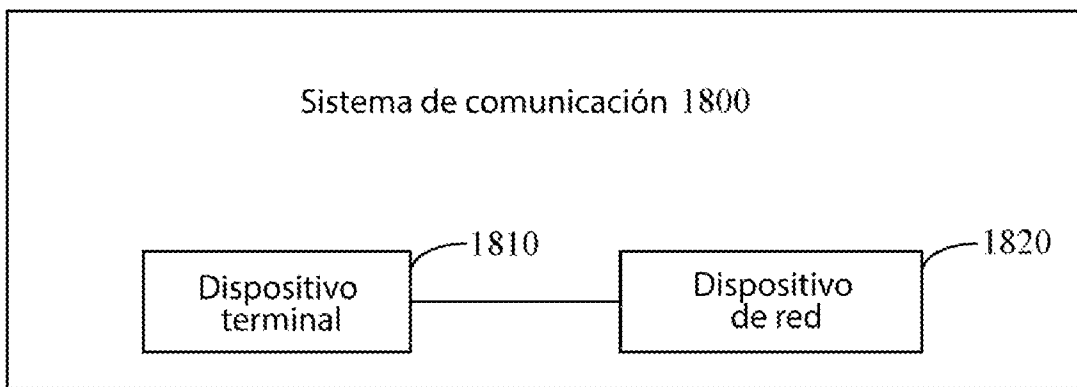 Sistema de comunicación 1800
1810
1820
Dispositivo
terminal
Dispositivo
de red